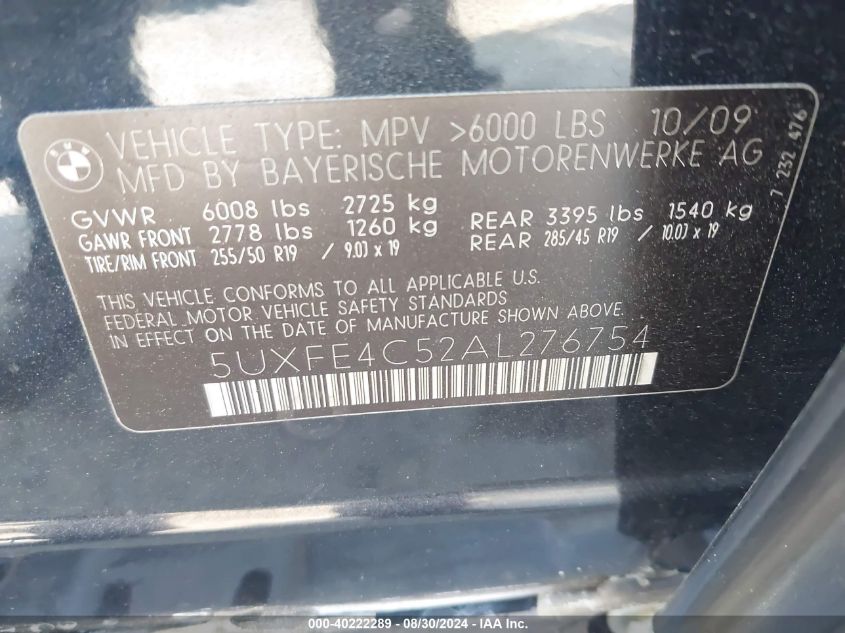 BMW
VEHICLE TYPE: MPV >6000 LBS 10/09
MFD BY BAYERISCHE MOTORENWERKE AG
GVWR 6008 lbs 2725 kg
GAWR FRONT 2778 lbs 1260 kg REAR 3395 lbs 1540 kg
TIRE/RIM FRONT 255/50 R19 / 9.0J x 19 REAR 285/45 R19 / 10.0J x 19
THIS VEHICLE CONFORMS TO ALL APPLICABLE U.S.
FEDERAL MOTOR VEHICLE SAFETY STANDARDS
IN EFFECT ON THE DATE OF MANUFACTURE SHOWN ABOVE.
5UXFE4C52AL276754
7 232 476
000-40222289 - 08/30/2024 - IAA Inc.